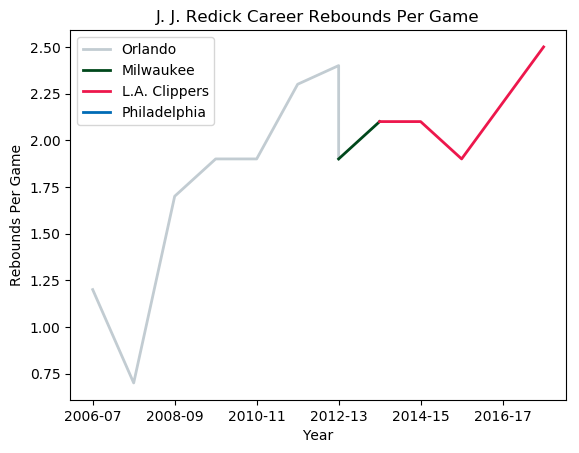 J. J. Redick Career Rebounds Per Game
Orlando
Milwaukee
L.A. Clippers
Philadelphia
2.50
2.25
2.00
1.75
1.50
1.25
1.00
0.75
Rebounds Per Game
2006-07 2008-09 2010-11 2012-13 2014-15 2016-17
Year